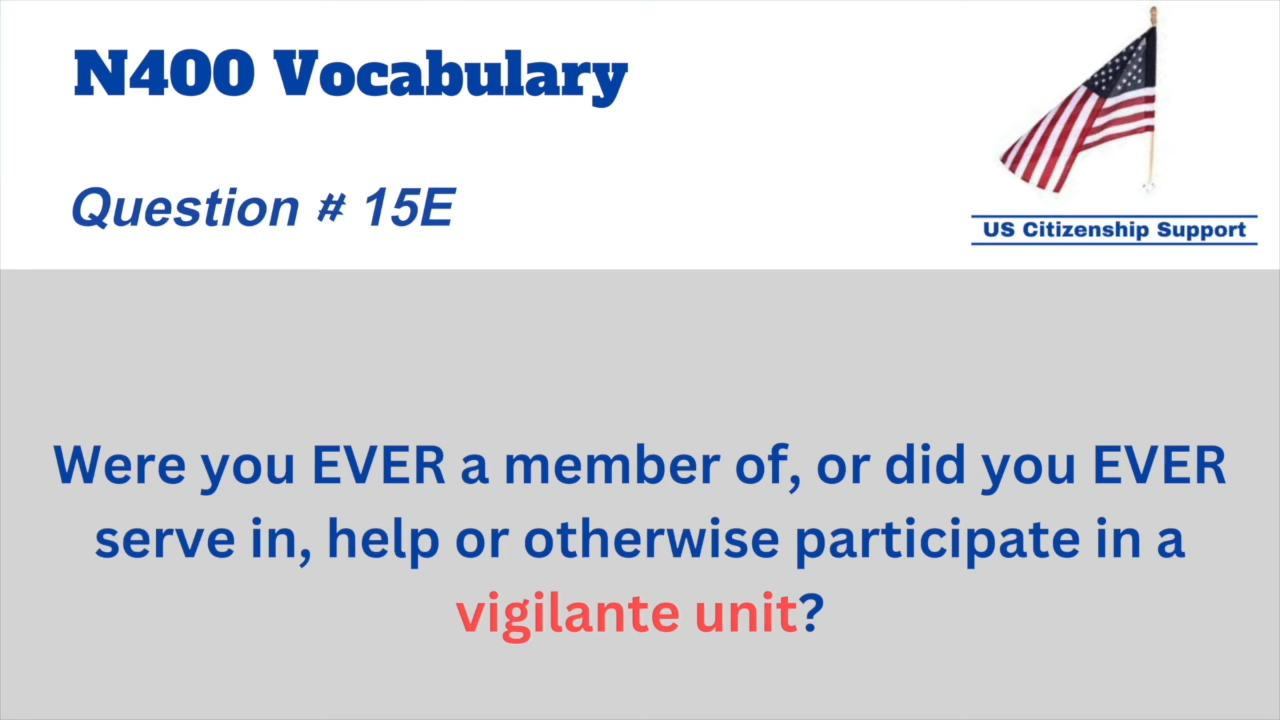 N400 Vocabulary
Question # 15E
US Citizenship Support
Were you EVER a member of, or did you EVER
serve in, help or otherwise participate in a
vigilante unit?